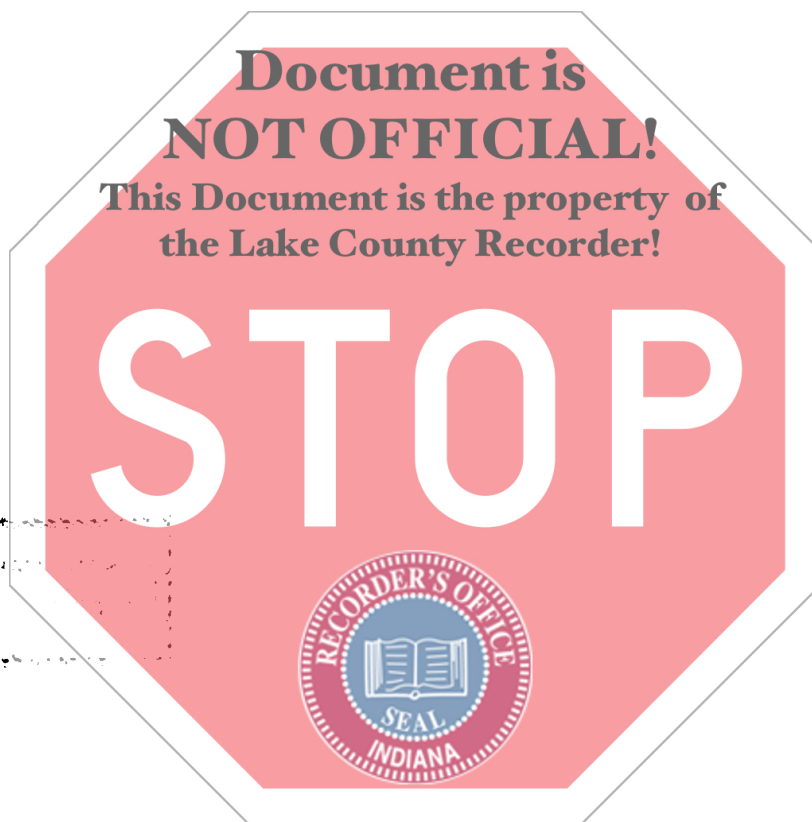 Document is
NOT OFFICIAL!
This Document is the property of
the Lake County Recorder!
STOP
RECORDER'S OFFICE
SEAL
INDIANA